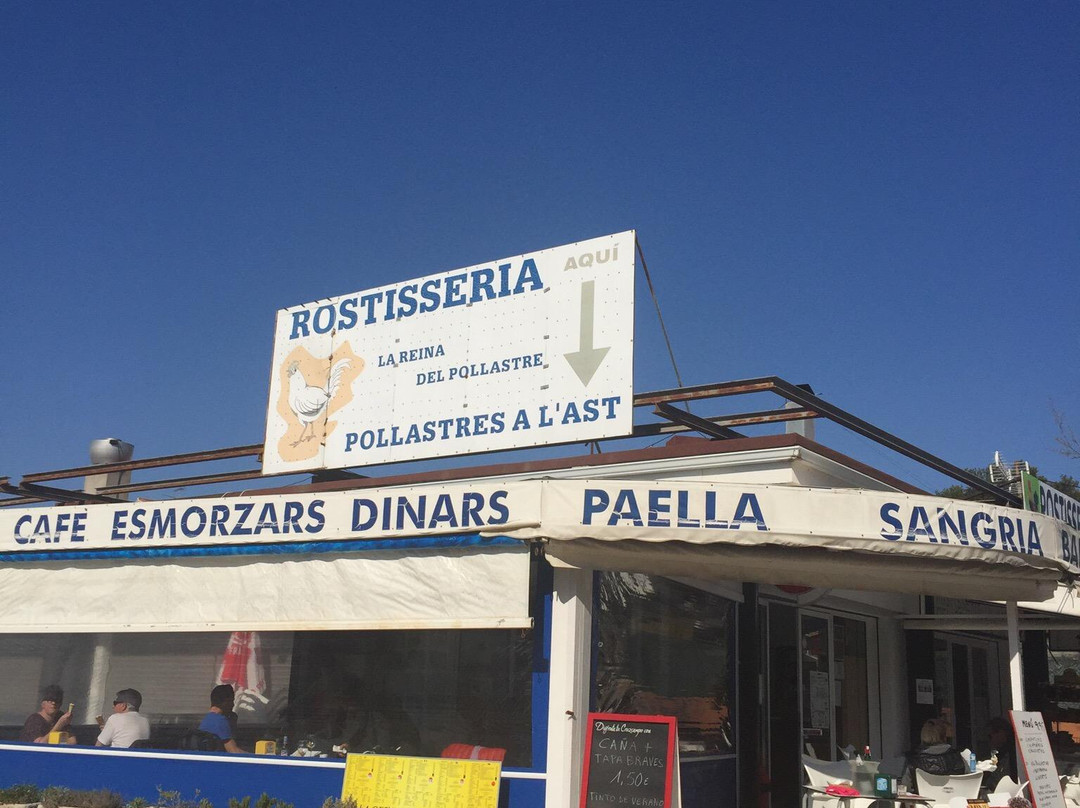 ROSTISSERIA
AQUÍ
LA REINA
DEL POLLASTRE
POLLASTRES A L'AST
CAFE ESMORZARS DINARS PAELLA SANGRIA
CAÑA +
TAPA BRAVES
1,50€
TINTO DE VERANO
MENÚ